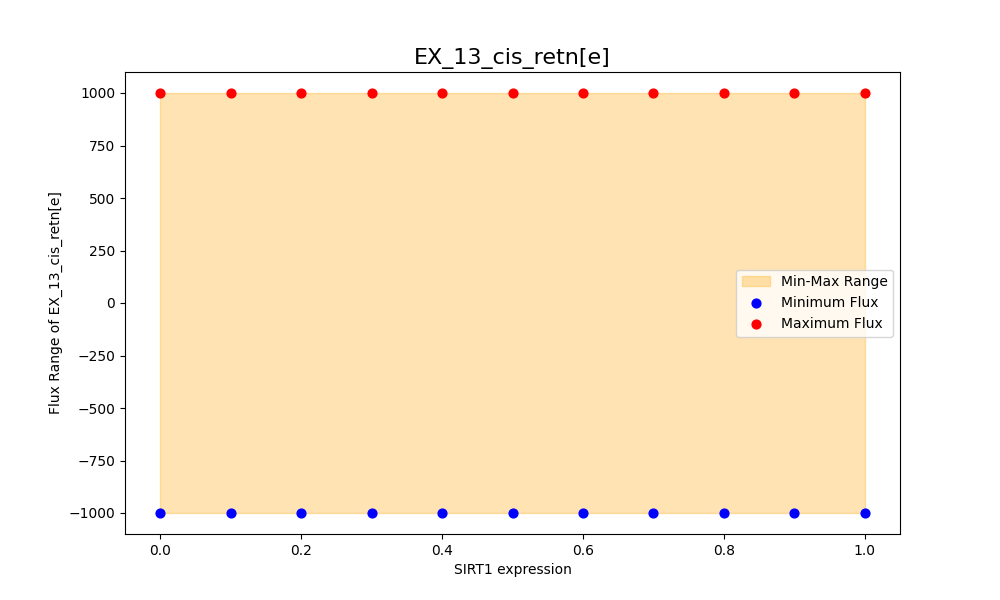 EX_13_cis_retn[e]
Flux Range of EX_13_cis_retn[e]
1000
750
500
250
0
−250
−500
−750
−1000
Min-Max Range
Minimum Flux
Maximum Flux
0.0
0.2
0.4
0.6
0.8
1.0
SIRT1 expression